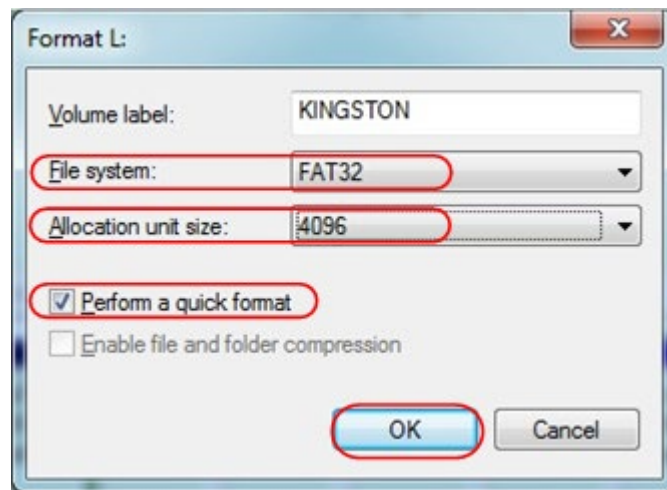 Format L:
Volume label: KINGSTON
File system: FAT32
Allocation unit size: 4096
Perform a quick format
Enable file and folder compression
OK Cancel